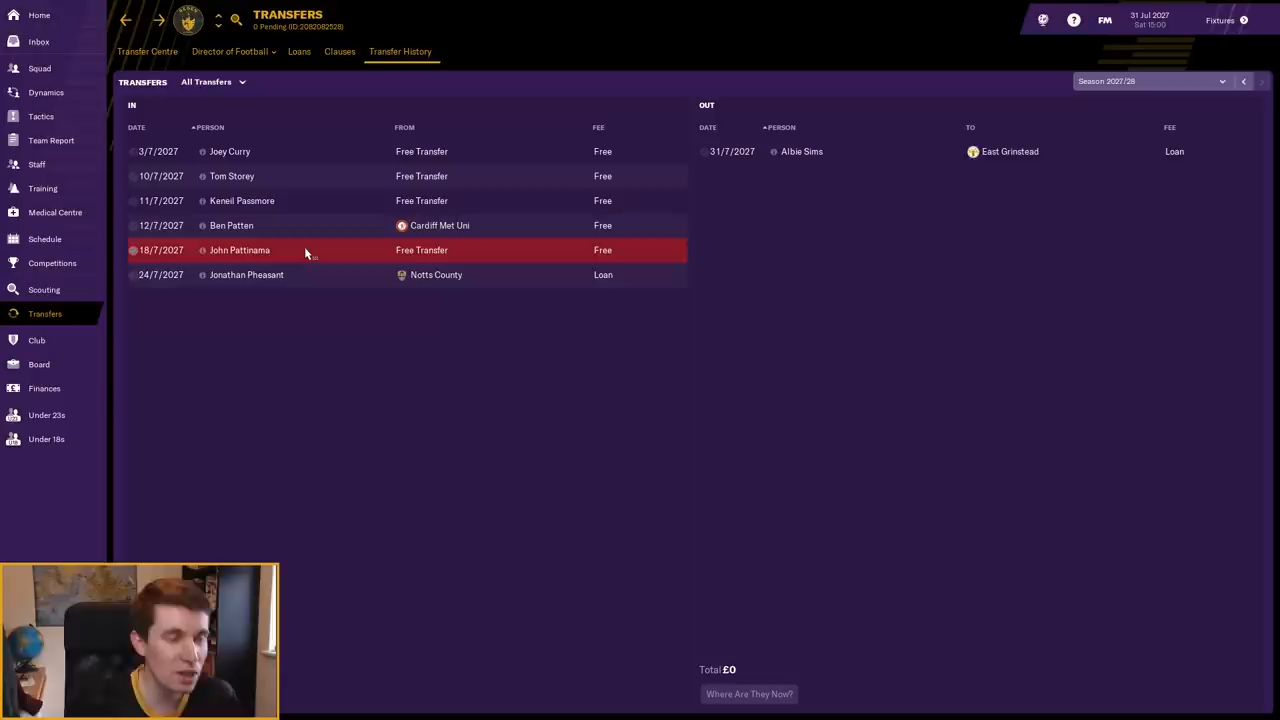 Home
Inbox
Squad
Dynamics
Tactics
Team Report
Staff
Training
Medical Centre
Schedule
Competitions
Scouting
Transfers
Club
Board
Finances
Under 23s
Under 18s
TRANSFERS
0 Pending (ID:2082082528)
FM
31 Jul 2027
Sat 15:00
Fixtures
Transfer Centre Director of Football Loans Clauses Transfer History
TRANSFERS All Transfers
Season 2027/28
IN
DATE PERSON FROM FEE
3/7/2027 Joey Curry Free Transfer Free
10/7/2027 Tom Storey Free Transfer Free
11/7/2027 Keneil Passmore Free Transfer Free
12/7/2027 Ben Patten Cardiff Met Uni Free
18/7/2027 John Pattinama Free Transfer Free
24/7/2027 Jonathan Pheasant Notts County Loan
OUT
DATE PERSON TO FEE
31/7/2027 Albie Sims East Grinstead Loan
Total £0
Where Are They Now?